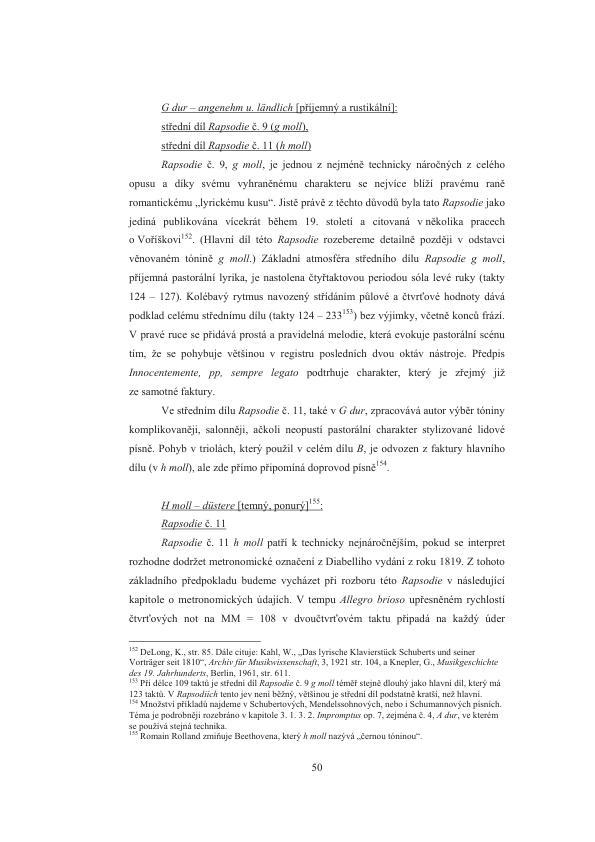 G dur – angenehm u. ländlich [příjemný a rustikální]:
střední díl Rapsodie č. 9 (g moll),
střední díl Rapsodie č. 11 (h moll)
Rapsodie č. 9, g moll, je jednou z nejméně technicky náročných z celého
opusu a díky svému vyhraněnému charakteru se nejvíce blíží pravému raně
romantickému „lyrickému kusu“. Jistě právě z těchto důvodů byla tato Rapsodie jako
jediná publikována vícekrát během 19. století a citovaná v několika pracech
o Voříškovi152. (Hlavní díl této Rapsodie rozebereme detailně později v odstavci
věnovaném tónině g moll.) Základní atmosféra středního dílu Rapsodie g moll,
příjemná pastorální lyrika, je nastolena čtyřtaktovou periodou sóla levé ruky (takty
124 – 127). Kolébavý rytmus navozený střídáním půlové a čtvrťové hodnoty dává
podklad celému střednímu dílu (takty 124 – 233153) bez výjimky, včetně konců frází.
V pravé ruce se přidává prostá a pravidelná melodie, která evokuje pastorální scénu
tím, že se pohybuje většinou v registru posledních dvou oktáv nástroje. Předpis
Innocentemente, pp, sempre legato podtrhuje charakter, který je zřejmý již
ze samotné faktury.
Ve středním dílu Rapsodie č. 11, také v G dur, zpracovává autor výběr tóniny
komplikovaněji, salonněji, ačkoli neopustí pastorální charakter stylizované lidové
písně. Pohyb v triolách, který použil v celém dílu B, je odvozen z faktury hlavního
dílu (v h moll), ale zde přímo připomíná doprovod písně154.
H moll – düstere [temný, ponurý]155:
Rapsodie č. 11
Rapsodie č. 11 h moll patří k technicky nejnáročnějším, pokud se interpret
rozhodne dodržet metronomické označení z Diabelliho vydání z roku 1819. Z tohoto
základního předpokladu budeme vycházet při rozboru této Rapsodie v následující
kapitole o metronomických údajích. V tempu Allegro brioso upřesněném rychlostí
čtvrťových not na MM = 108 v dvoučtvrťovém taktu připadá na každý úder
152 DeLong, K., str. 85. Dále cituje: Kahl, W., „Das lyrische Klavierstück Schuberts und seiner
Vorträger seit 1810“, Archiv für Musikwissenschaft, 3, 1921 str. 104, a Knepler, G., Musikgeschichte
des 19. Jahrhunderts, Berlin, 1961, str. 611.
153 Při délce 109 taktů je střední díl Rapsodie č. 9 g moll téměř stejně dlouhý jako hlavní díl, který má
123 taktů. V Rapsodiích tento jev není běžný, většinou je střední díl podstatně kratší, než hlavní.
154 Množství příkladů najdeme v Schubertových, Mendelssohnových, nebo i Schumannových písních.
Téma je podrobněji rozebráno v kapitole 3. 1. 3. 2. Impromptus op. 7, zejména č. 4, A dur, ve kterém
se používá stejná technika.
155 Romain Rolland zmiňuje Beethovena, který h moll nazývá „černou tóninou“.
50